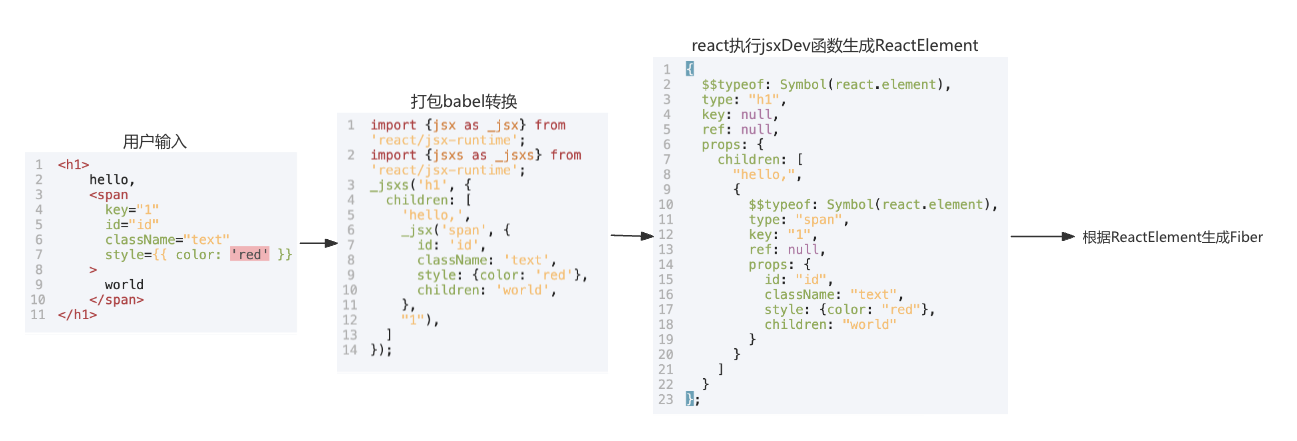 用户输入
1 <h1>
2     hello,
3     <span
4       key="1"
5       id="id"
6       className="text"
7       style={{ color: 'red' }}
8     >
9       world
10     </span>
11 </h1>
打包babel转换
1 import {jsx as _jsx} from
'react/jsx-runtime';
2 import {jsxs as _jsxs} from
'react/jsx-runtime';
3 _jsxs('h1', {
4   children: [
5     'hello,',
6     _jsx('span', {
7       id: 'id',
8       className: 'text',
9       style: {color: 'red'},
10       children: 'world',
11     },
12     "1"),
13   ]
14 });
react执行jsxDev函数生成ReactElement
1 {
2   $$typeof: Symbol(react.element),
3   type: "h1",
4   key: null,
5   ref: null,
6   props: {
7     children: [
8       "hello,",
9       {
10         $$typeof: Symbol(react.element),
11         type: "span",
12         key: "1",
13         ref: null,
14         props: {
15           id: "id",
16           className: "text",
17           style: {color: "red"},
18           children: "world"
19         }
20       }
21     ]
22   }
23 };
根据ReactElement生成Fiber